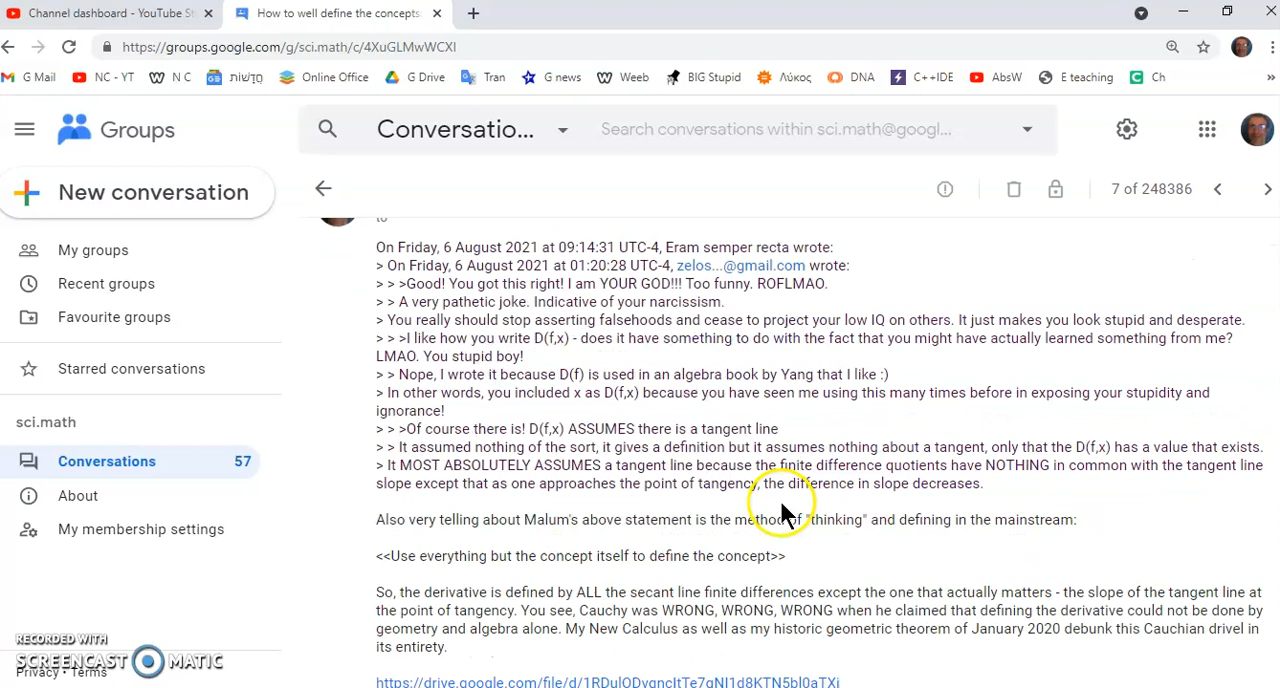 Channel dashboard - YouTube St
How to well define the concepts:
https://groups.google.com/g/sci.math/c/4XuGLMwWCXI
G Mail
NC - YT
N C
חֲדָשׁוֹת
Online Office
G Drive
Tran
G news
Weeb
BIG Stupid
Λύκος
DNA
C++IDE
AbsW
E teaching
Ch
Groups
Conversatio...
Search conversations within sci.math@googl...
New conversation
7 of 248386
to
My groups
Recent groups
Favourite groups
Starred conversations
sci.math
Conversations
57
About
My membership settings
On Friday, 6 August 2021 at 09:14:31 UTC-4, Eram semper recta wrote:
> On Friday, 6 August 2021 at 01:20:28 UTC-4, zelos...@gmail.com wrote:
> > >Good! You got this right! I am YOUR GOD!!! Too funny. ROFLMAO.
> > A very pathetic joke. Indicative of your narcissism.
> You really should stop asserting falsehoods and cease to project your low IQ on others. It just makes you look stupid and desperate.
> > >I like how you write D(f,x) - does it have something to do with the fact that you might have actually learned something from me?
LMAO. You stupid boy!
> > Nope, I wrote it because D(f) is used in an algebra book by Yang that I like :)
> In other words, you included x as D(f,x) because you have seen me using this many times before in exposing your stupidity and
ignorance!
> > >Of course there is! D(f,x) ASSUMES there is a tangent line
> > It assumed nothing of the sort, it gives a definition but it assumes nothing about a tangent, only that the D(f,x) has a value that exists.
> It MOST ABSOLUTELY ASSUMES a tangent line because the finite difference quotients have NOTHING in common with the tangent line
slope except that as one approaches the point of tangency, the difference in slope decreases.
Also very telling about Malum's above statement is the method of "thinking" and defining in the mainstream:
<<Use everything but the concept itself to define the concept>>
So, the derivative is defined by ALL the secant line finite differences except the one that actually matters - the slope of the tangent line at
the point of tangency. You see, Cauchy was WRONG, WRONG, WRONG when he claimed that defining the derivative could not be done by
geometry and algebra alone. My New Calculus as well as my historic geometric theorem of January 2020 debunk this Cauchian drivel in
its entirety.
RECORDED WITH
SCREENCAST MATIC
Privacy • Terms